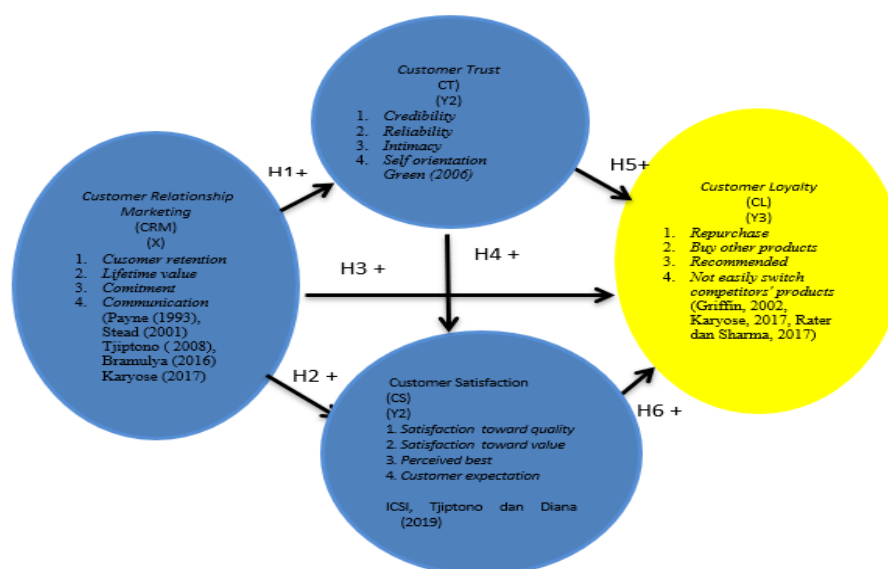 Customer Trust
CT)
(Y2)
1. Credibility
2. Reliability
3. Intimacy
4. Self orientation
Green (2006)
H1+
H5+
Customer Relationship
Marketing
(CRM)
(X)
1. Cusomer retention
2. Lifetime value
3. Comitment
4. Communication
(Payne (1993),
Stead (2001)
Tjiptono ( 2008),
Bramulya (2016)
Karyose (2017)
H3 +
H4 +
Customer Loyalty
(CL)
(Y3)
1. Repurchase
2. Buy other products
3. Recommended
4. Not easily switch
competitors' products
(Griffin, 2002,
Karyose, 2017, Rater
dan Sharma, 2017)
H2 +
H6 +
Customer Satisfaction
(CS)
(Y2)
1. Satisfaction toward quality
2. Satisfaction toward value
3. Perceived best
4. Customer expectation
ICSI, Tjiptono dan Diana
(2019)